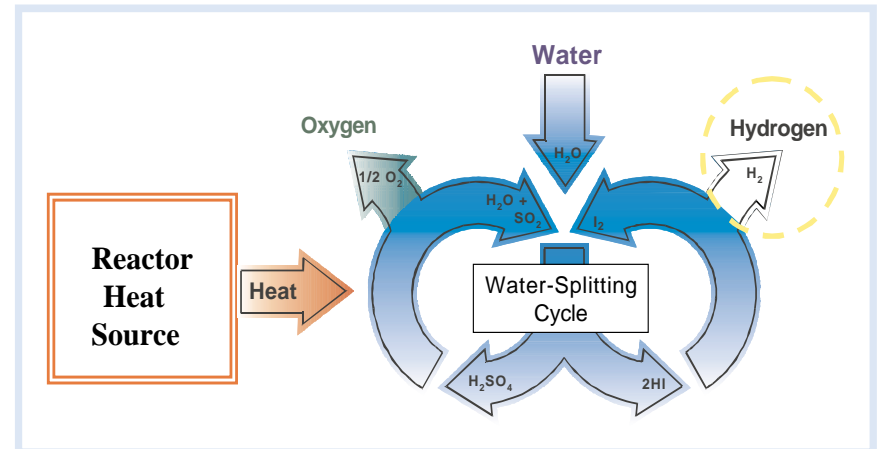 Water
Oxygen
Hydrogen
H₂O
1/2 O₂
H₂
H₂O +
SO₂
I₂
Reactor
Heat
Source
Heat
Water-Splitting
Cycle
H₂SO₄
2HI